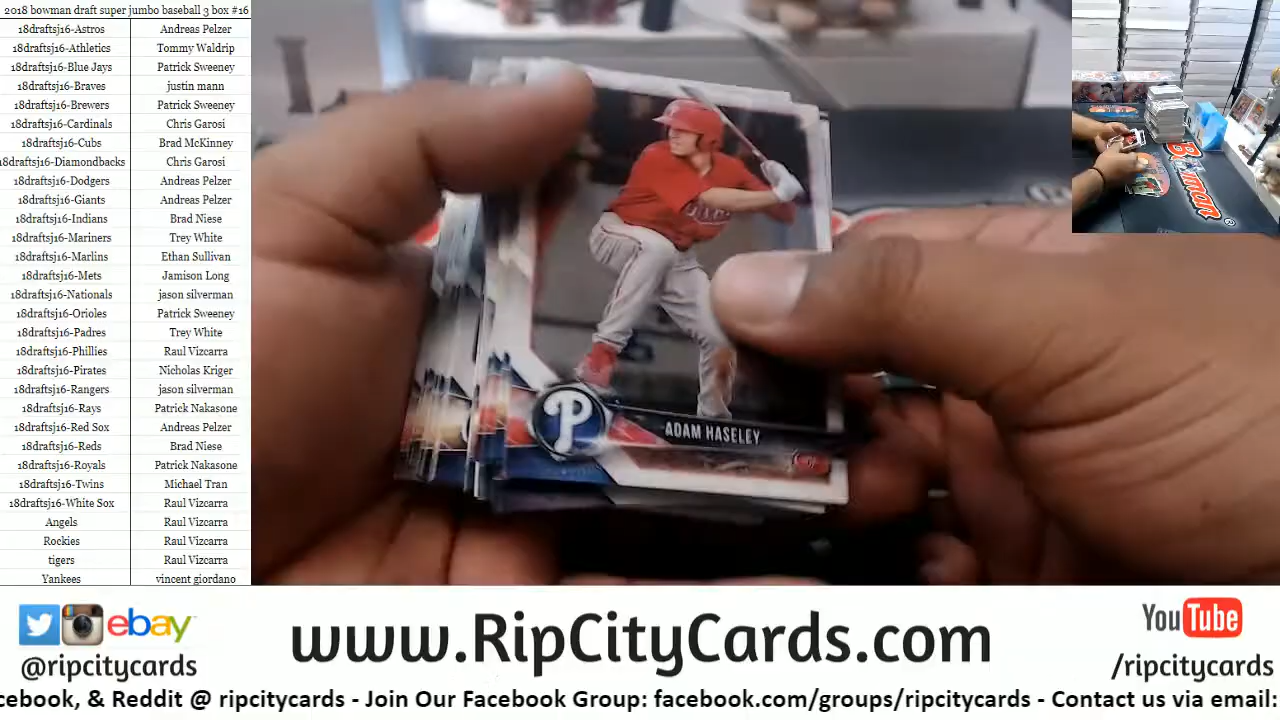 2018 bowman draft super jumbo baseball 3 box #16
18draftsj16-Astros Andreas Pelzer
18draftsj16-Athletics Tommy Waldrip
18draftsj16-Blue Jays Patrick Sweeney
18draftsj16-Braves justin mann
18draftsj16-Brewers Patrick Sweeney
18draftsj16-Cardinals Chris Garosi
18draftsj16-Cubs Brad McKinney
18draftsj16-Diamondbacks Chris Garosi
18draftsj16-Dodgers Andreas Pelzer
18draftsj16-Giants Andreas Pelzer
18draftsj16-Indians Brad Niese
18draftsj16-Mariners Trey White
18draftsj16-Marlins Ethan Sullivan
18draftsj16-Mets Jamison Long
18draftsj16-Nationals jason silverman
18draftsj16-Orioles Patrick Sweeney
18draftsj16-Padres Trey White
18draftsj16-Phillies Raul Vizcarra
18draftsj16-Pirates Nicholas Kriger
18draftsj16-Rangers jason silverman
18draftsj16-Rays Patrick Nakasone
18draftsj16-Red Sox Andreas Pelzer
18draftsj16-Reds Brad Niese
18draftsj16-Royals Patrick Nakasone
18draftsj16-Twins Michael Tran
18draftsj16-White Sox Raul Vizcarra
Angels Raul Vizcarra
Rockies Raul Vizcarra
tigers Raul Vizcarra
Yankees vincent giordano
P
ADAM HASELEY
Bowman
ebay
@ripcitycards
www.RipCityCards.com
YouTube
/ripcitycards
cebook, & Reddit @ ripcitycards - Join Our Facebook Group: facebook.com/groups/ripcitycards - Contact us via email: